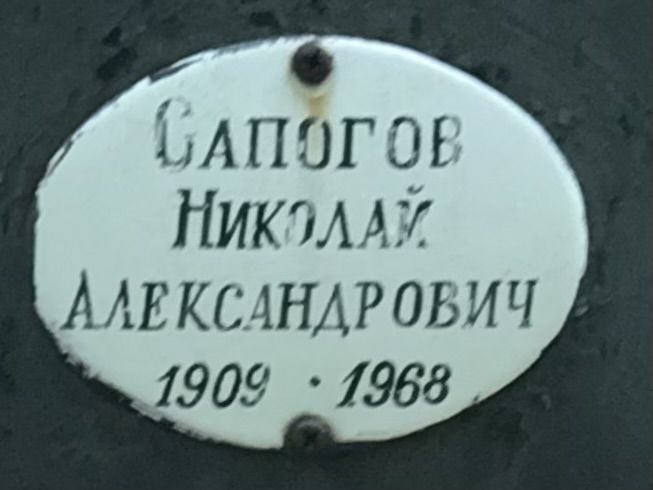 Сапогов
Николай
Александрович
1909 · 1968